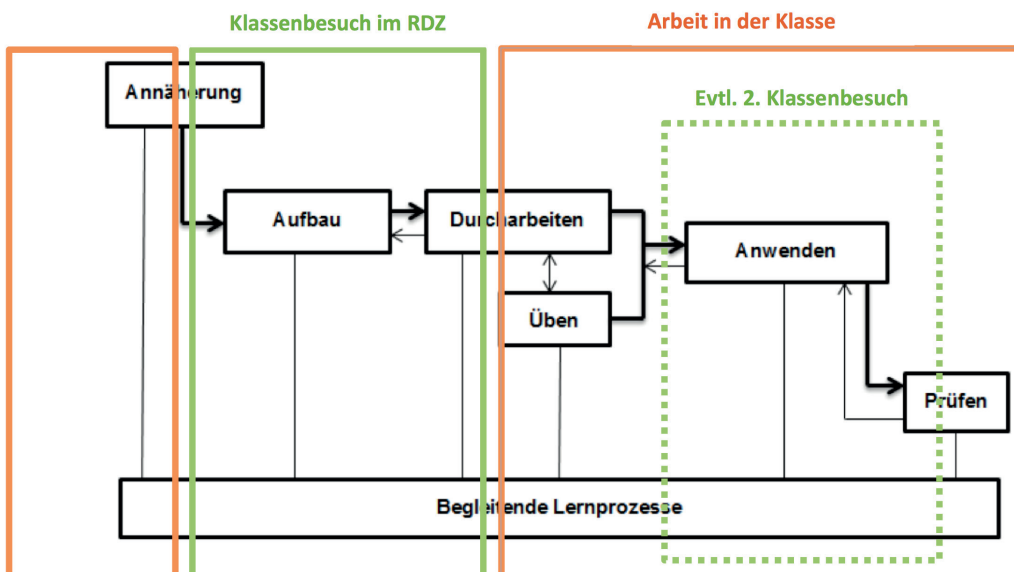 Klassenbesuch im RDZ
Arbeit in der Klasse
Annäherung
Evtl. 2. Klassenbesuch
Aufbau
Durcharbeiten
Anwenden
Üben
Prüfen
Begleitende Lernprozesse